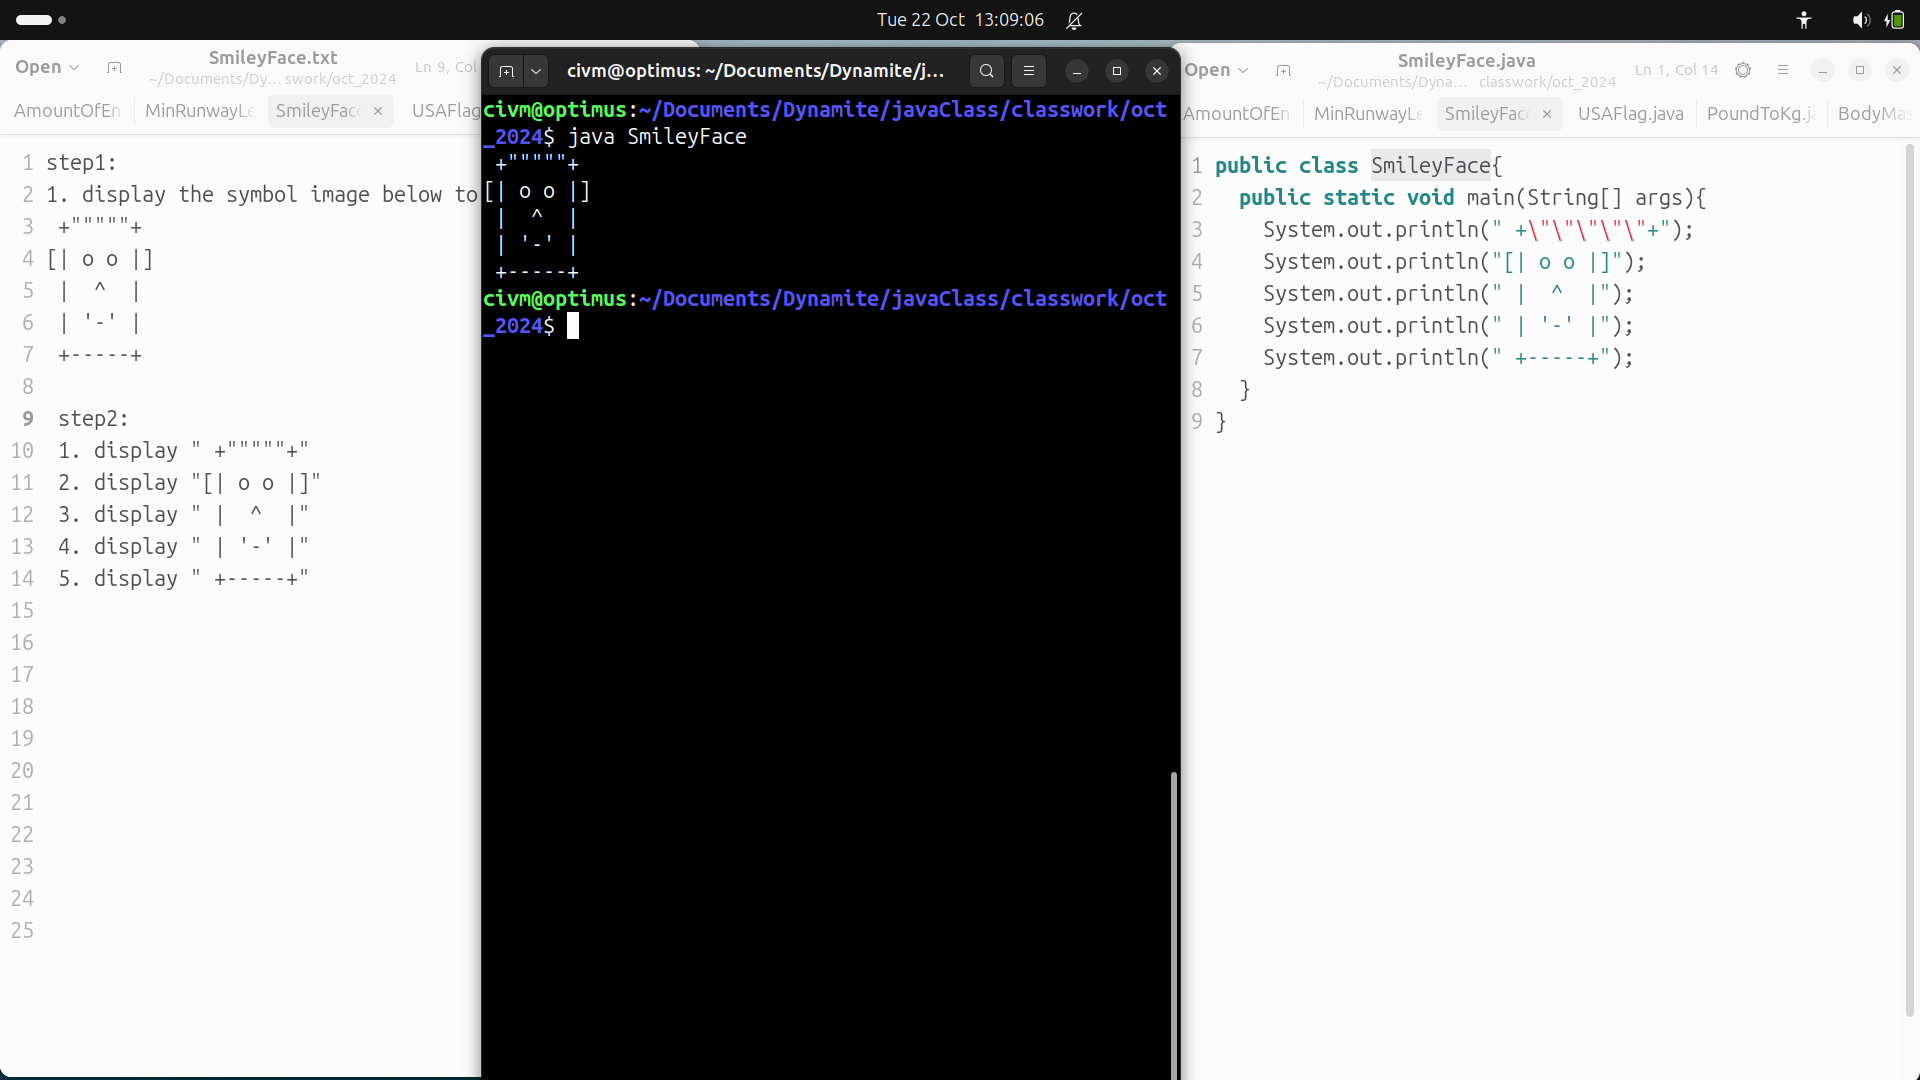 Tue 22 Oct 13:09:06
Open
SmileyFace.txt
~/Documents/Dy… swork/oct_2024
Ln 9, Col
AmountOfEn MinRunwayLe SmileyFac USAFlag
1 step1:
2 1. display the symbol image below to
3  +"""""+
4 [| o o |]
5  |  ^  |
6  | '-' |
7  +-----+
8
9  step2:
10  1. display " +"""""+"
11  2. display "[| o o |]"
12  3. display " |  ^  |"
13  4. display " | '-' |"
14  5. display " +-----+"
15
16
17
18
19
20
21
22
23
24
25
civm@optimus: ~/Documents/Dynamite/j…
civm@optimus:~/Documents/Dynamite/javaClass/classwork/oct
_2024$ java SmileyFace
 +"""""+
[| o o |]
 |  ^  |
 | '-' |
 +-----+
civm@optimus:~/Documents/Dynamite/javaClass/classwork/oct
_2024$
Open
SmileyFace.java
~/Documents/Dyna… classwork/oct_2024
Ln 1, Col 14
AmountOfEn MinRunwayLe SmileyFac USAFlag.java PoundToKg.j BodyMas
1 public class SmileyFace{
2   public static void main(String[] args){
3     System.out.println(" +\"\"\"\"\"+");
4     System.out.println("[| o o |]");
5     System.out.println(" |  ^  |");
6     System.out.println(" | '-' |");
7     System.out.println(" +-----+");
8   }
9 }